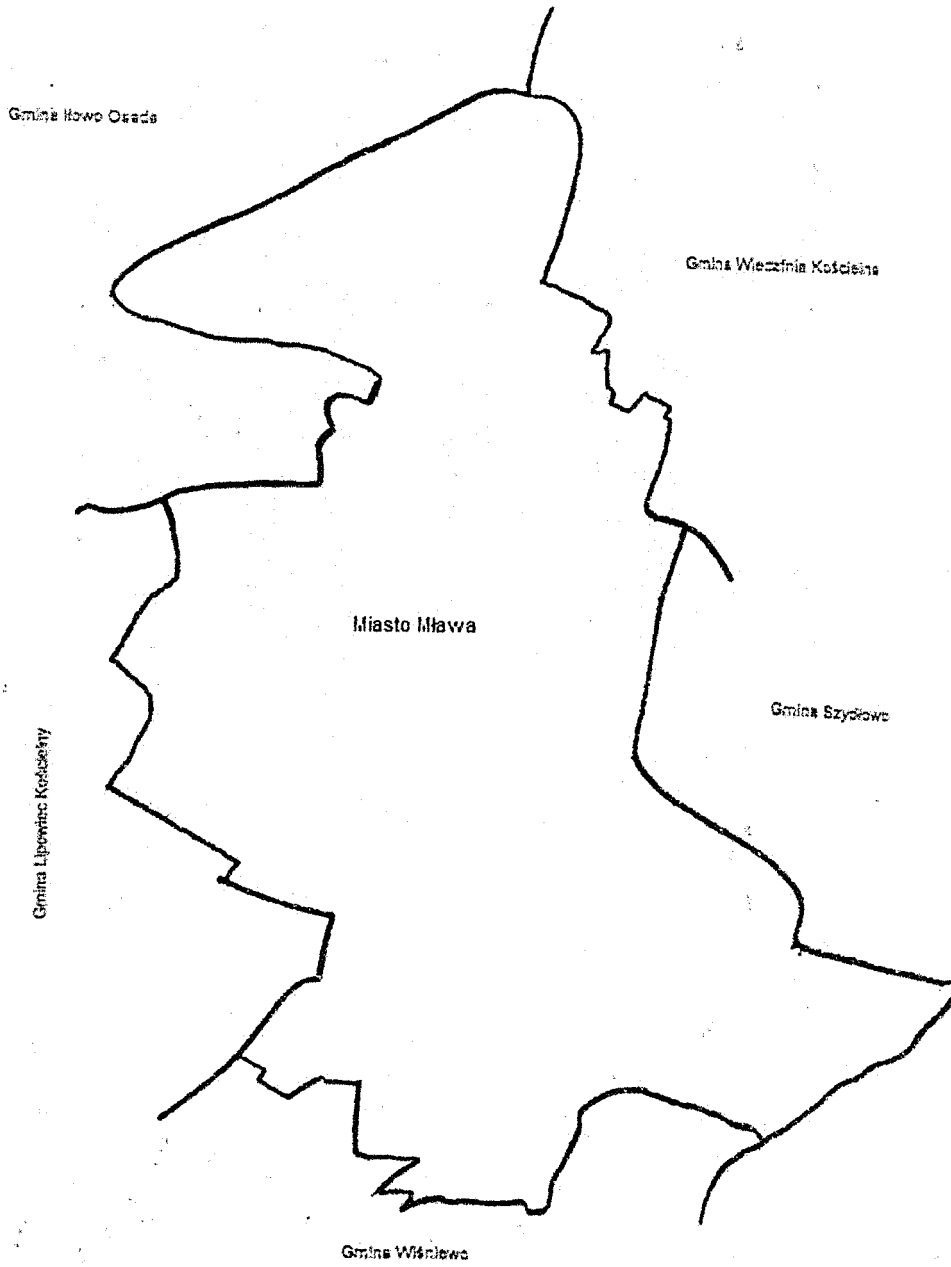 Gmina Iłowo Osada
Gmina Wieczfnia Kościelna
Miasto Mława
Gmina Szydłowo
Gmina Lipowiec Kościelny
Gmina Wiśniewo